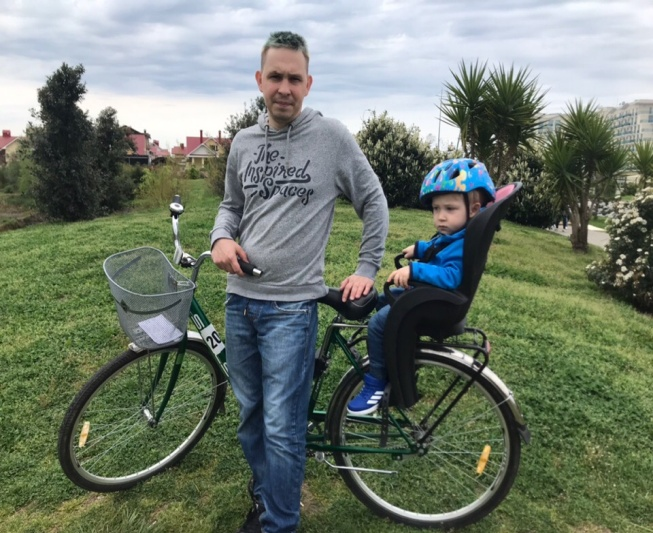 The
Inspired
Spaces
20